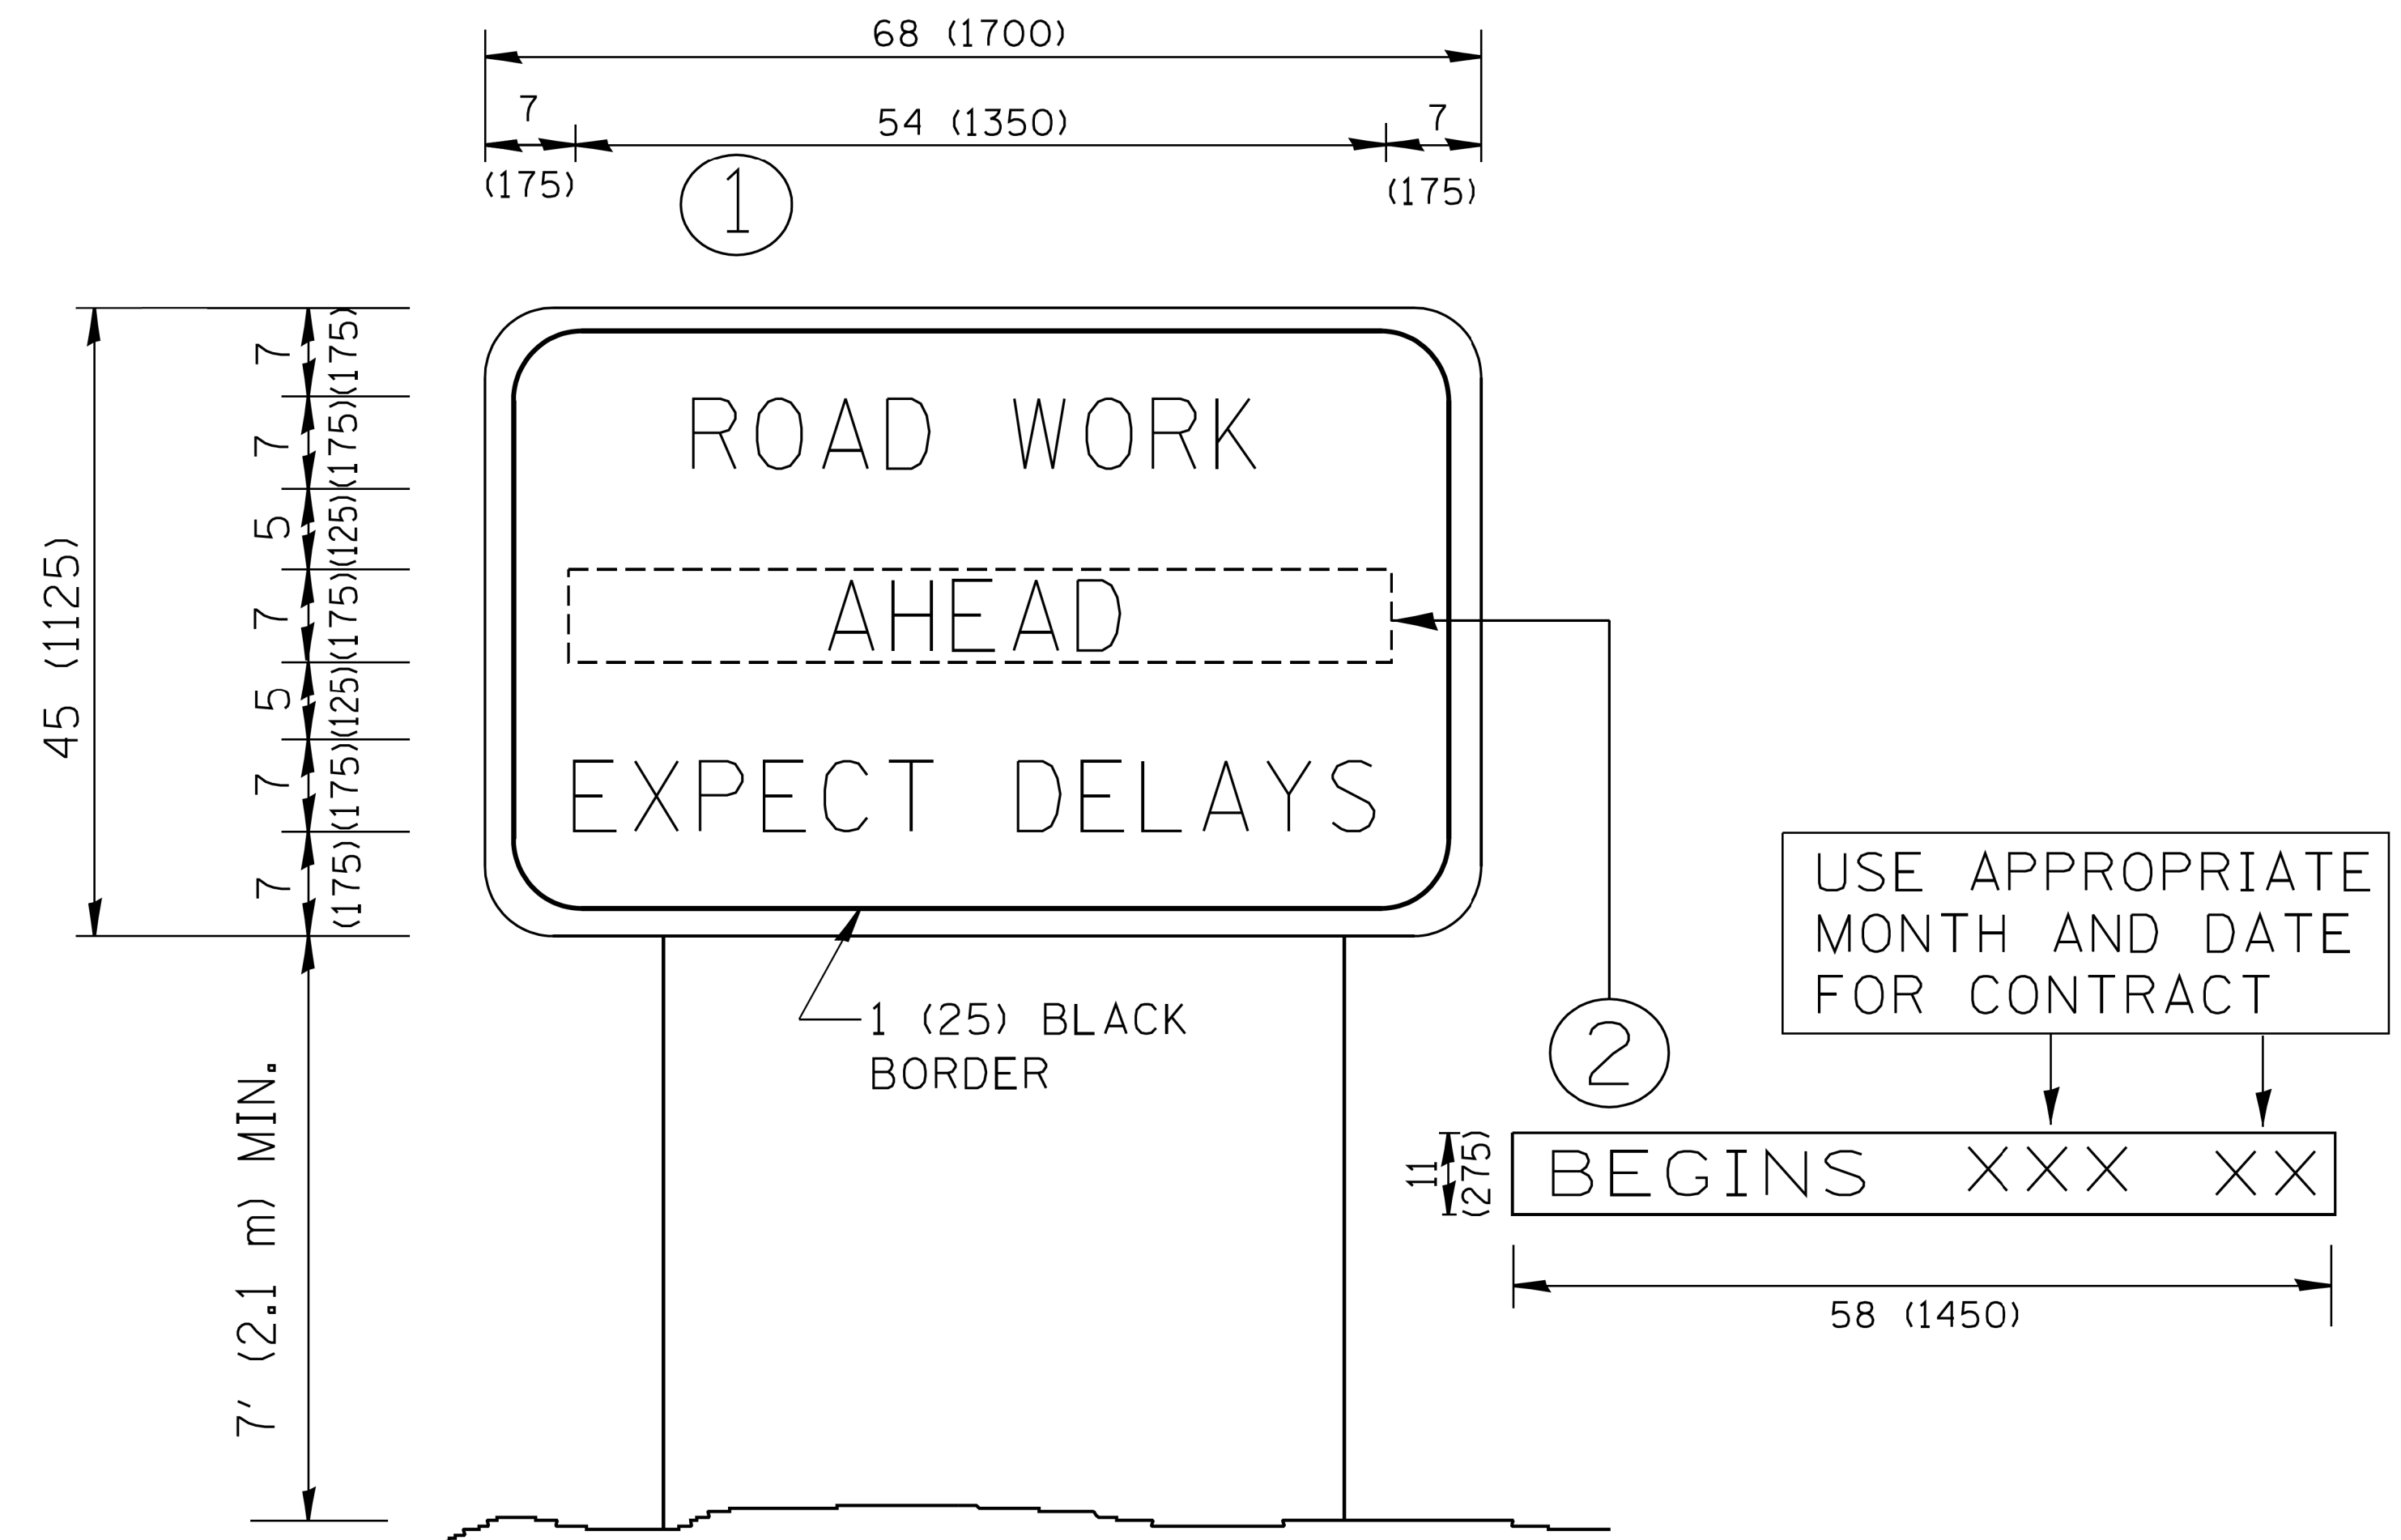 68 (1700)
7
54 (1350)
7
(175)
(175)
1
45 (1125)
7 (175)
7 (175)
5 (125)
7 (175)
5 (125)
7 (175)
7 (175)
ROAD WORK
AHEAD
EXPECT DELAYS
1 (25) BLACK
BORDER
7' (2.1 m) MIN.
2
USE APPROPRIATE
MONTH AND DATE
FOR CONTRACT
11
(275)
BEGINS XXX XX
58 (1450)